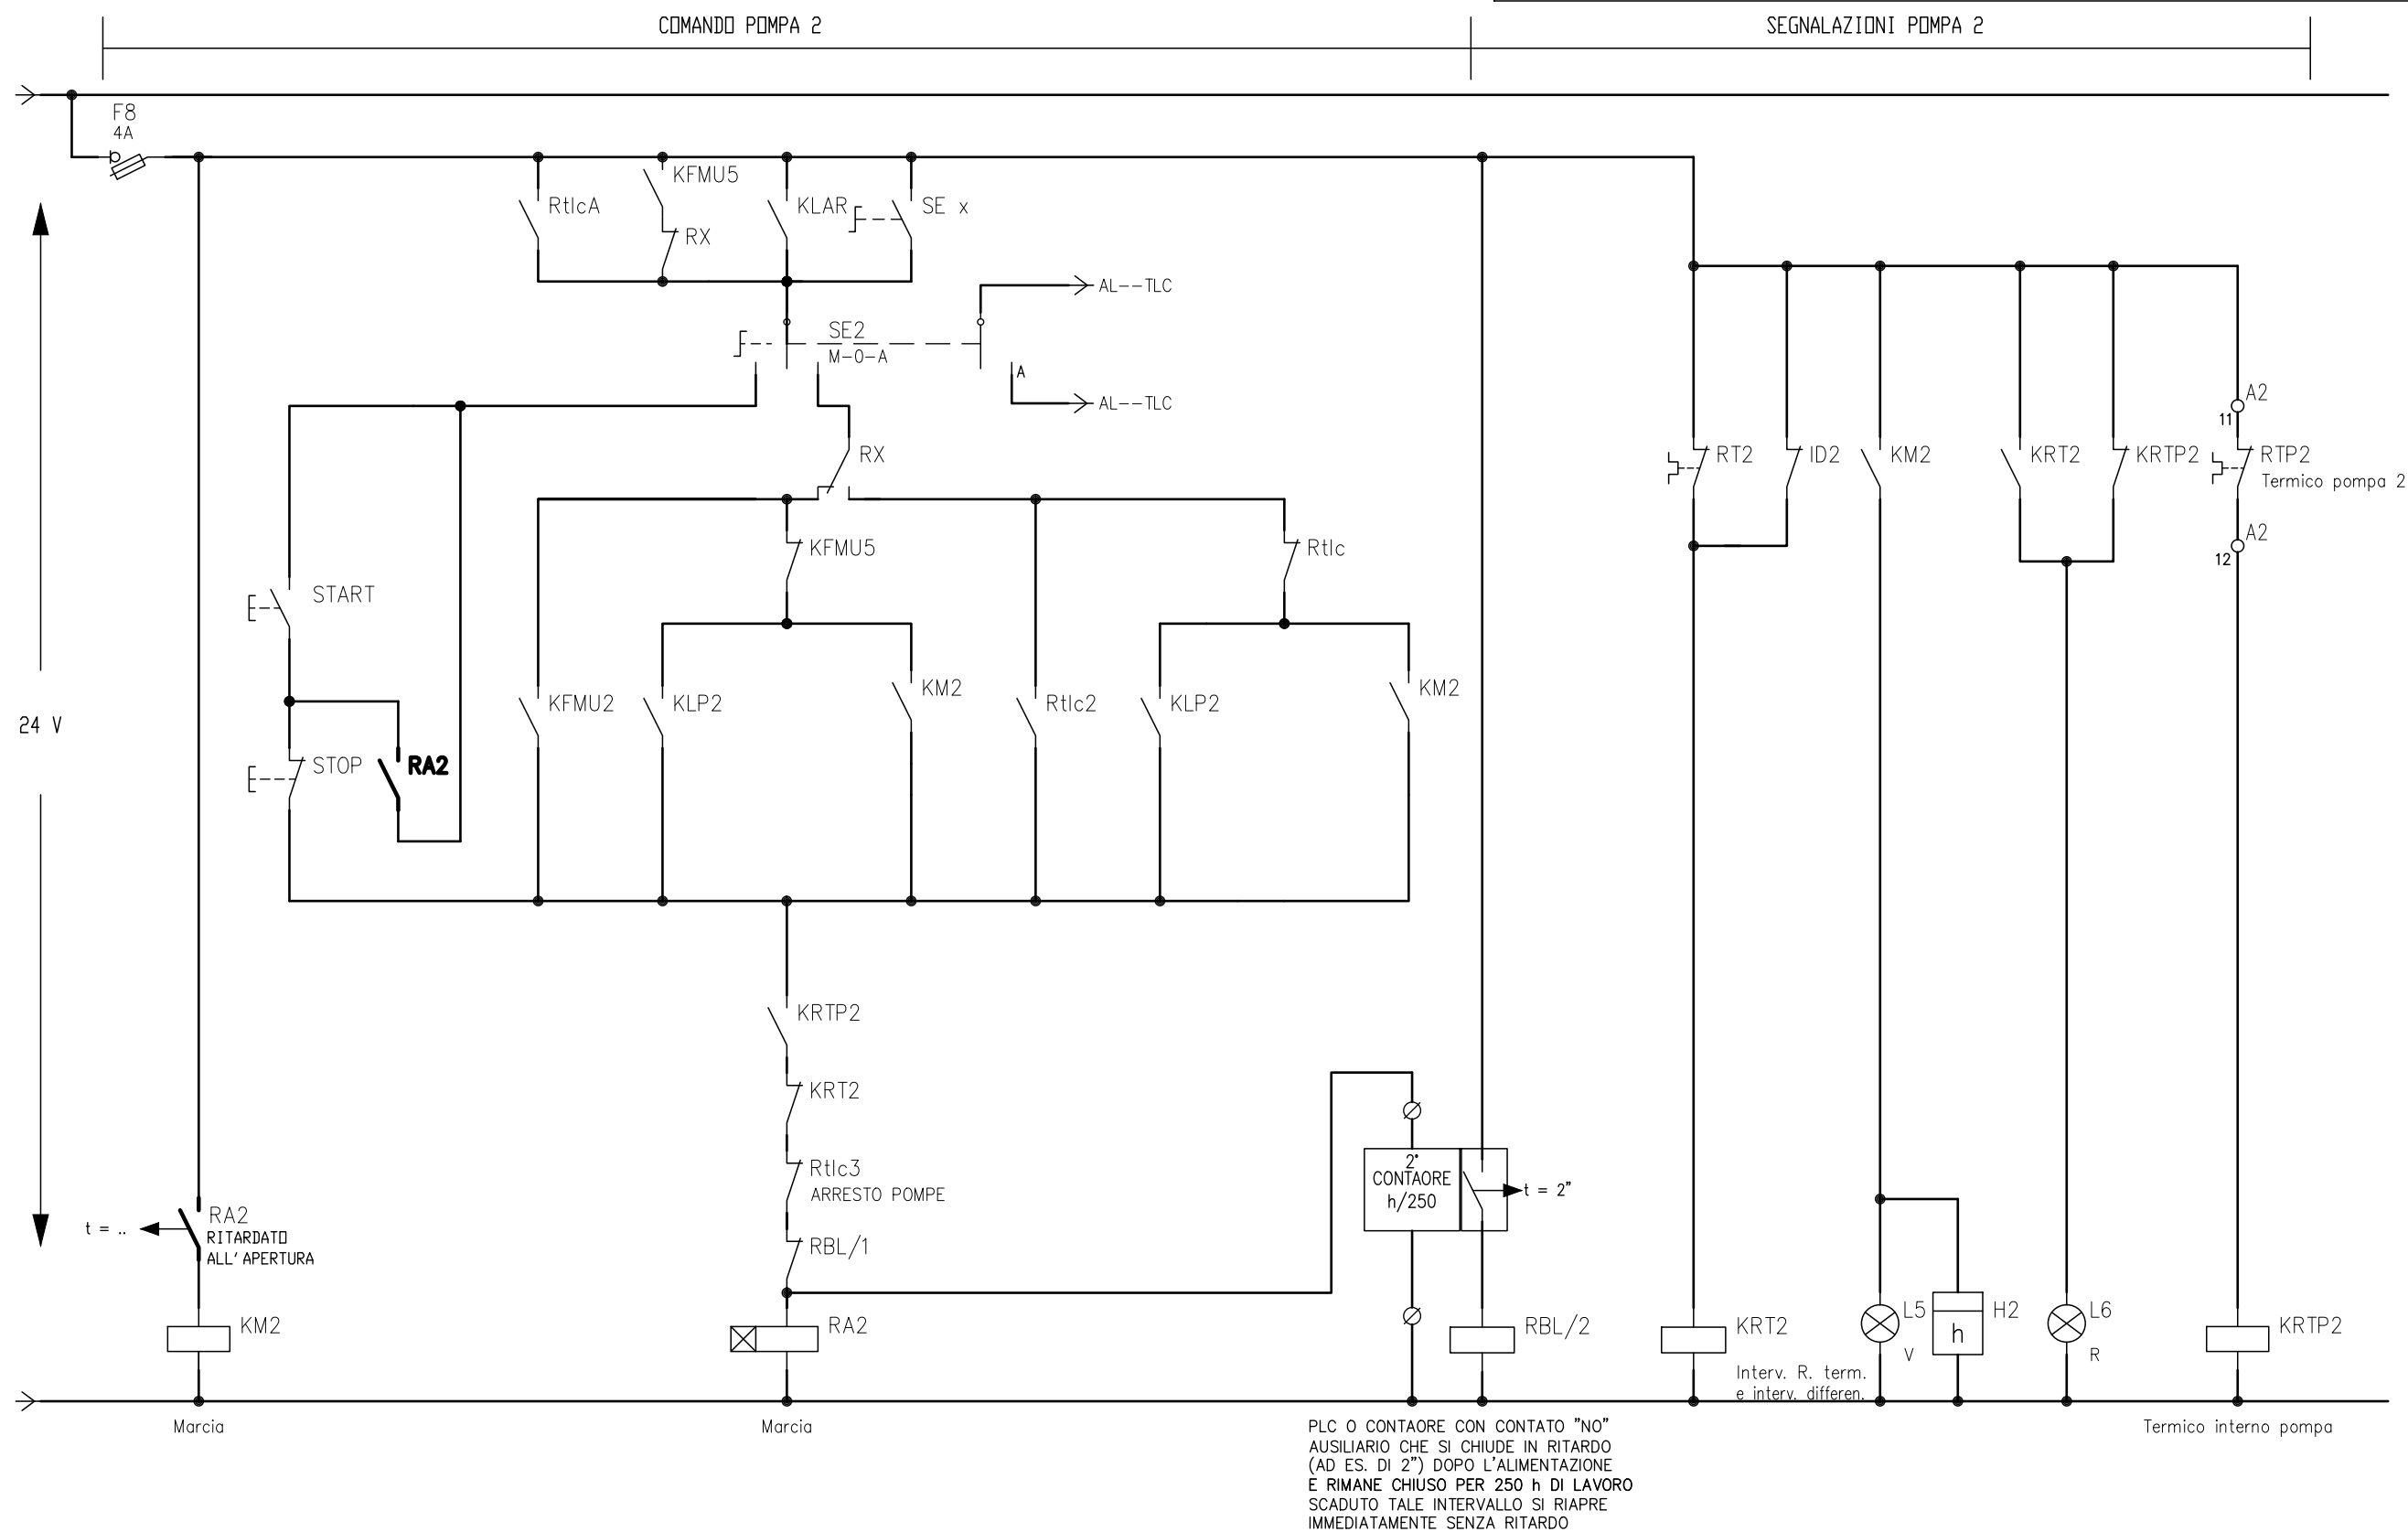 COMANDO POMPA 2
SEGNALAZIONI POMPA 2
F8
4A
RtlcA
KFMU5
RX
KLAR
SE x
AL--TLC
SE2
M-0-A
A
AL--TLC
RX
24 V
START
STOP
RA2
KFMU5
Rtlc
KFMU2
KLP2
KM2
Rtlc2
KLP2
KM2
RT2
ID2
KM2
KRT2
KRTP2
A2
11
RTP2
Termico pompa 2
A2
12
KRTP2
KRT2
Rtlc3
ARRESTO POMPE
RBL/1
2°
CONTAORE
h/250
t = 2"
t = ..
RA2
RITARDATO
ALL' APERTURA
KM2
RA2
RBL/2
KRT2
L5
V
H2
h
L6
R
KRTP2
Interv. R. term.
e interv. differen.
Marcia
Marcia
Termico interno pompa
PLC O CONTAORE CON CONTATO "NO"
AUSILIARIO CHE SI CHIUDE IN RITARDO
(AD ES. DI 2") DOPO L'ALIMENTAZIONE
E RIMANE CHIUSO PER 250 h DI LAVORO
SCADUTO TALE INTERVALLO SI RIAPRE
IMMEDIATAMENTE SENZA RITARDO